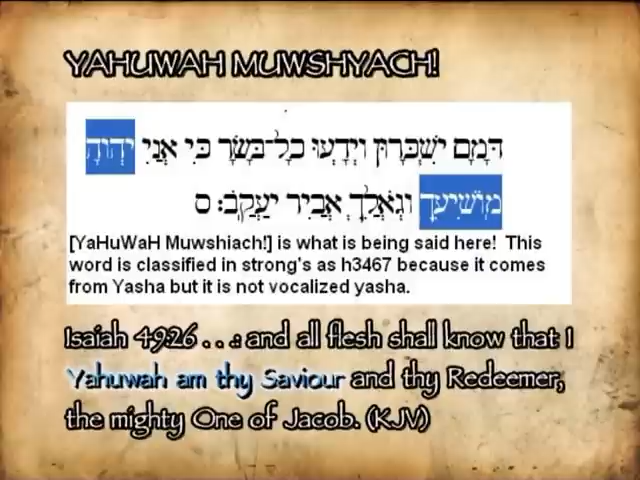 YAHUWAH MUWSHYACH!
דָּמָם יִשְׁכָּרוּן וְיָדְעוּ כָל־בָּשָׂר כִּי אֲנִי יְהוָה
מוֹשִׁיעֵךְ וְגֹאֲלֵךְ אֲבִיר יַעֲקֹב׃ ס
[YaHuWaH Muwshiach!] is what is being said here! This
word is classified in strong's as h3467 because it comes
from Yasha but it is not vocalized yasha.
Isaiah 49:26 . . .: and all flesh shall know that I
Yahuwah am thy Saviour and thy Redeemer,
the mighty One of Jacob. (KJV)